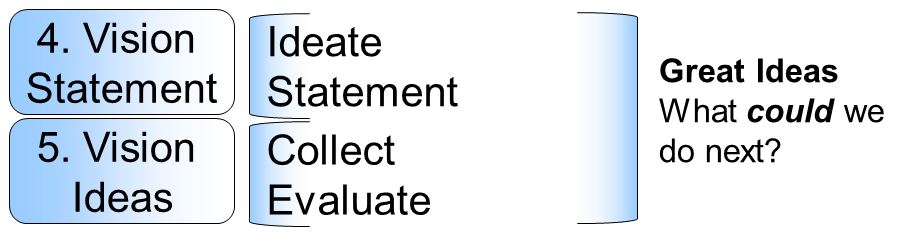 4. Vision
Statement
Ideate
Statement
5. Vision
Ideas
Collect
Evaluate
Great Ideas
What could we
do next?